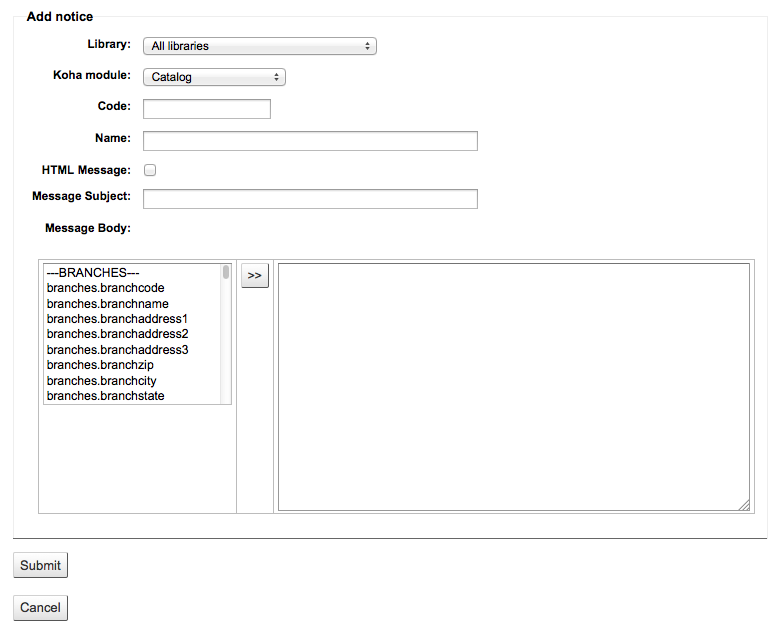 Add notice
Library: All libraries
Koha module: Catalog
Code:
Name:
HTML Message:
Message Subject:
Message Body:
---BRANCHES---
branches.branchcode
branches.branchname
branches.branchaddress1
branches.branchaddress2
branches.branchaddress3
branches.branchzip
branches.branchcity
branches.branchstate
>>
Submit
Cancel